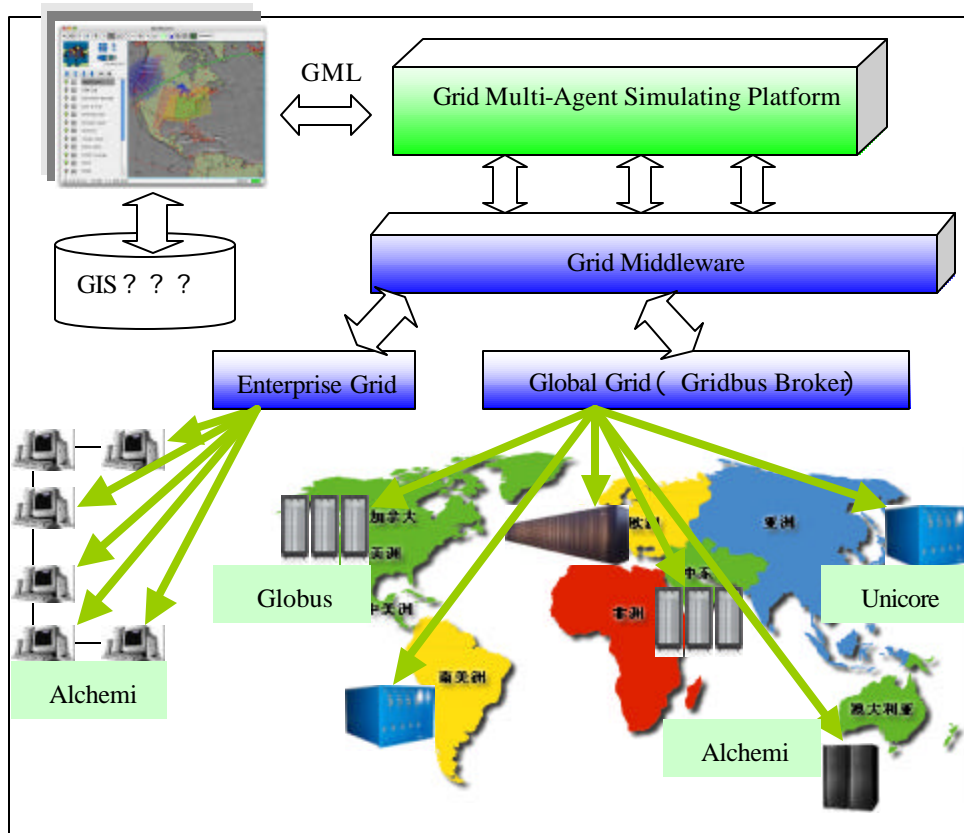 GML
Grid Multi-Agent Simulating Platform
GIS？？？
Grid Middleware
Enterprise Grid
Global Grid( Gridbus Broker)
加拿大
美洲
中美洲
南美洲
欧洲
亚洲
中东
非洲
澳大利亚
Globus
Unicore
Alchemi
Alchemi